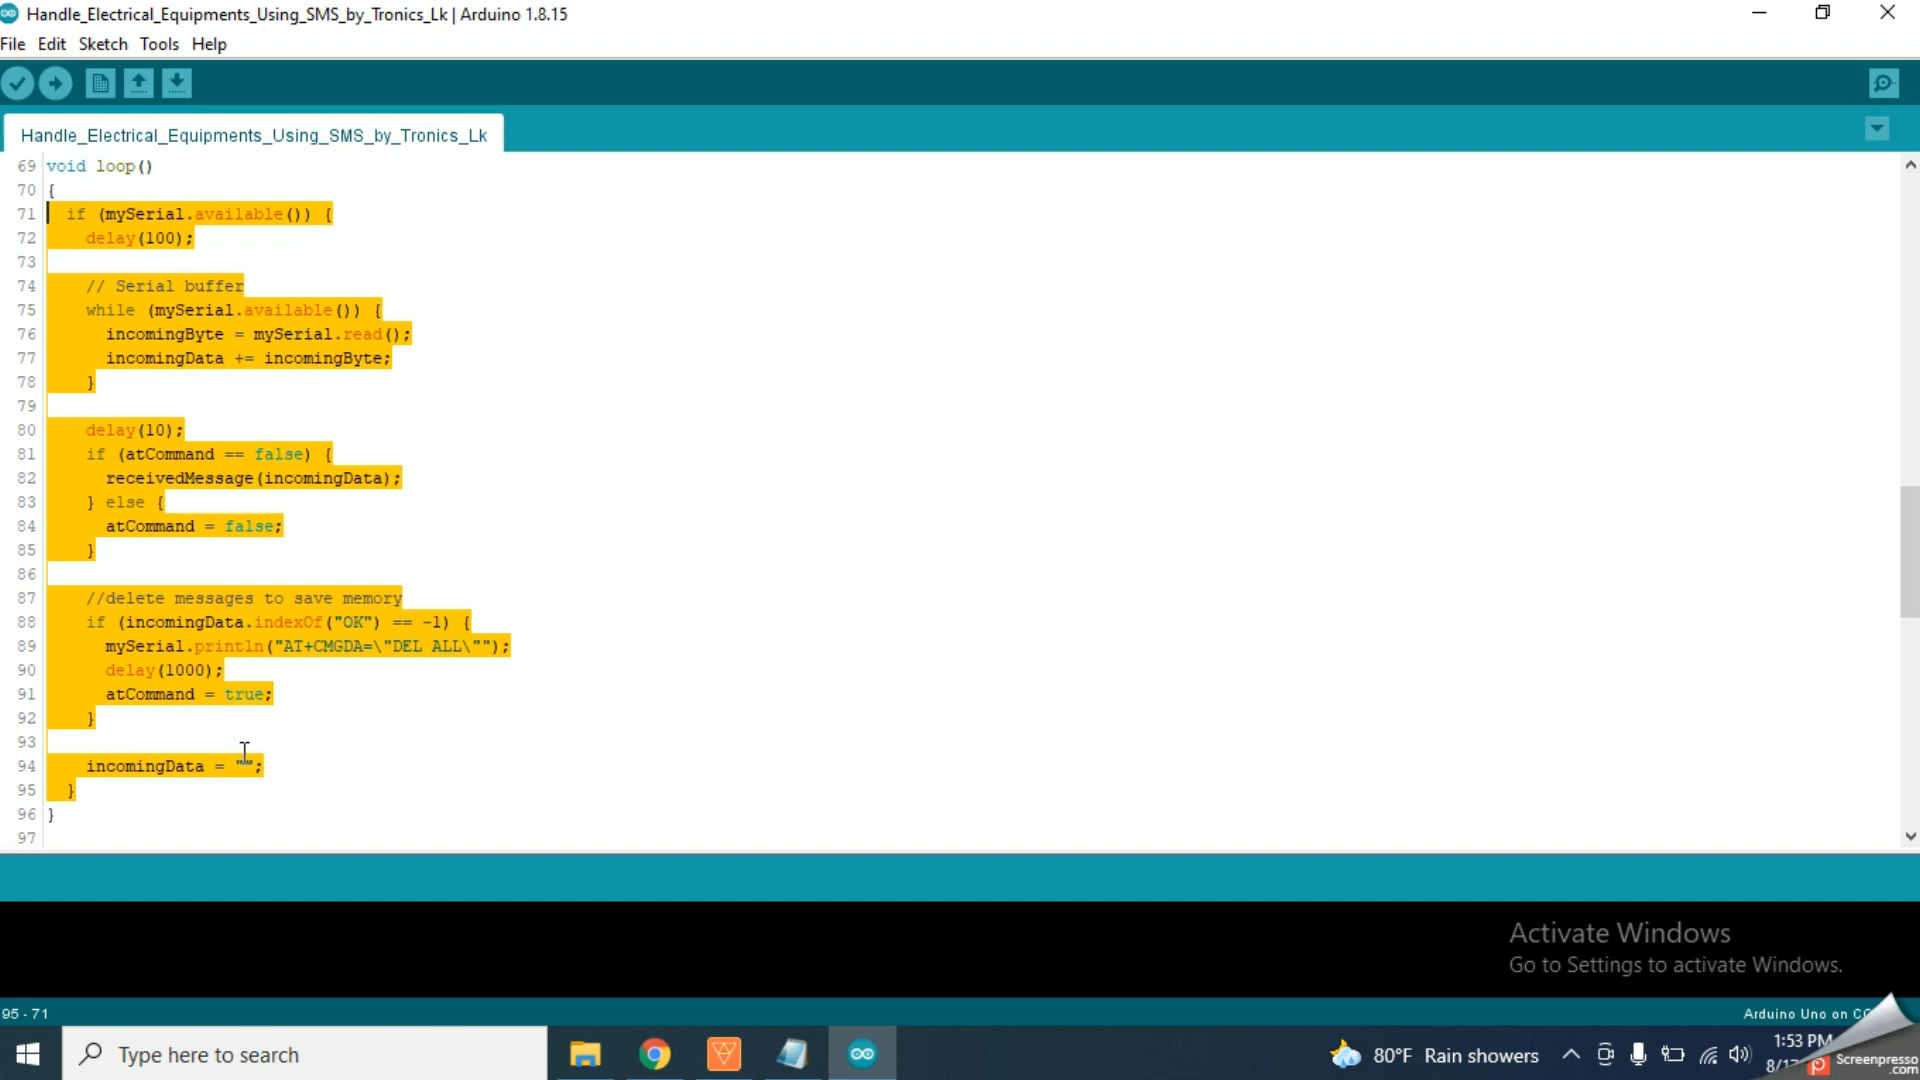 Handle_Electrical_Equipments_Using_SMS_by_Tronics_Lk | Arduino 1.8.15
File Edit Sketch Tools Help
Handle_Electrical_Equipments_Using_SMS_by_Tronics_Lk
69 void loop()
70 {
71   if (mySerial.available()) {
72     delay(100);
73
74     // Serial buffer
75     while (mySerial.available()) {
76       incomingByte = mySerial.read();
77       incomingData += incomingByte;
78     }
79
80     delay(10);
81     if (atCommand == false) {
82       receivedMessage(incomingData);
83     } else {
84       atCommand = false;
85     }
86
87     //delete messages to save memory
88     if (incomingData.indexOf("OK") == -1) {
89       mySerial.println("AT+CMGDA=\"DEL ALL\"");
90       delay(1000);
91       atCommand = true;
92     }
93
94     incomingData = "";
95   }
96 }
97
Activate Windows
Go to Settings to activate Windows.
95 - 71
Arduino Uno on
Type here to search
80°F Rain showers
1:53 PM
Screenpresso
.com